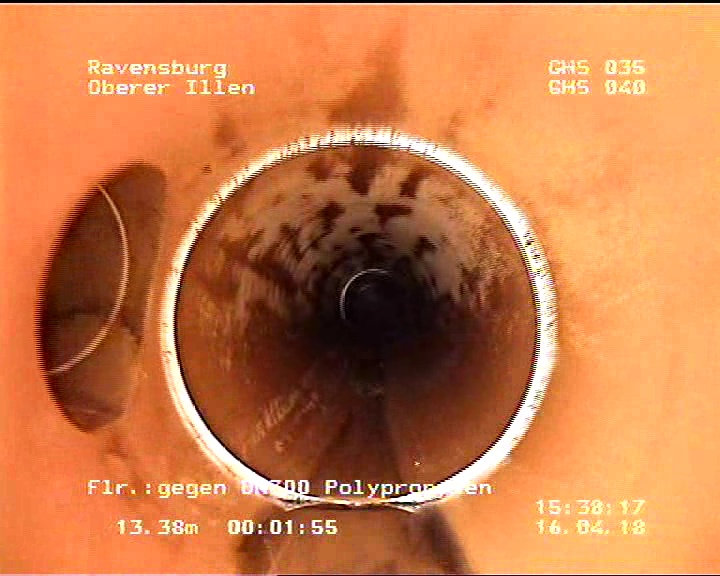 Ravensburg
Oberer Illen
GHS 035
GHS 040
Flr.:gegen DN300 Polypropylen
13.38m 00:01:55
15:38:17
16.04.18